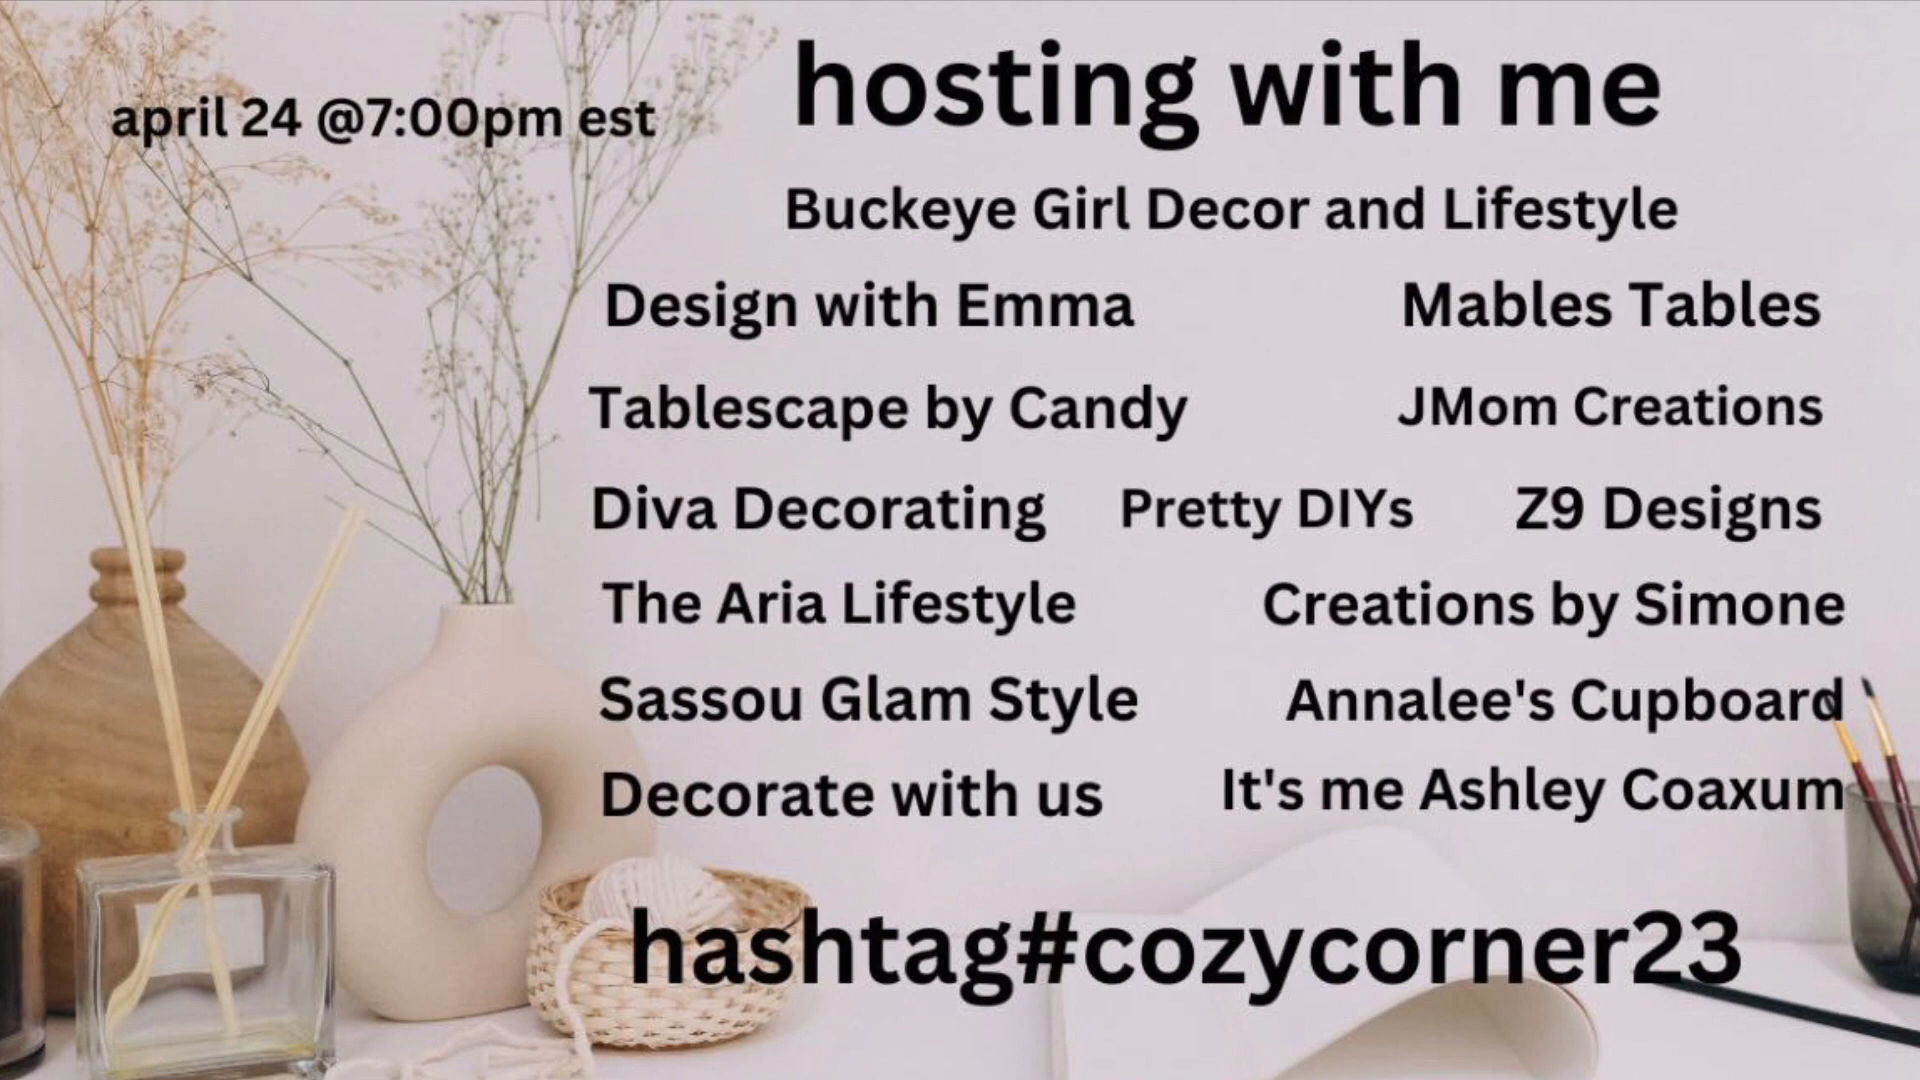 april 24 @7:00pm est
hosting with me
Buckeye Girl Decor and Lifestyle
Design with Emma Mables Tables
Tablescape by Candy JMom Creations
Diva Decorating Pretty DIYs Z9 Designs
The Aria Lifestyle Creations by Simone
Sassou Glam Style Annalee's Cupboard
Decorate with us It's me Ashley Coaxum
hashtag#cozycorner23